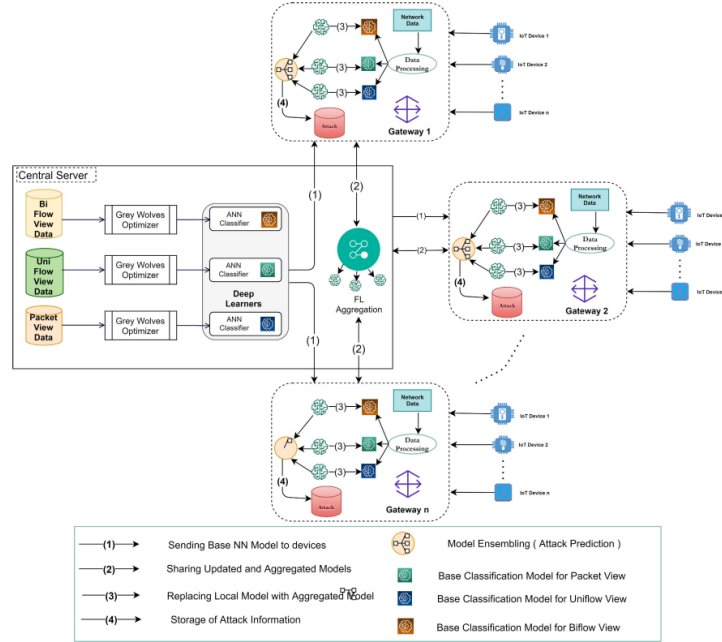 (3)
Network
Data
IoT Device 1
(3)
Data Processing
IoT Device 2
(3)
(4)
Attack
Gateway 1
IoT Device n
Central Server
(1)
(2)
Bi
Flow
View
Data
Grey Wolves
Optimizer
ANN
Classifier
Uni
Flow
View
Data
Grey Wolves
Optimizer
ANN
Classifier
Deep
Learners
Packet
View
Data
Grey Wolves
Optimizer
ANN
Classifier
FL
Aggregation
(1)
(2)
(1)
(2)
(3)
Network
Data
IoT Device 1
(3)
Data
Processing
IoT Device 2
(3)
(4)
Attack
Gateway 2
IoT Device n
(3)
Network
Data
IoT Device 1
(3)
Data
Processing
IoT Device 2
(3)
(4)
Attack
Gateway n
IoT Device n
(1) Sending Base NN Model to devices
(2) Sharing Updated and Aggregated Models
(3) Replacing Local Model with Aggregated Model
(4) Storage of Attack Information
Model Ensembling ( Attack Prediction )
Base Classification Model for Packet View
Base Classification Model for Uniflow View
Base Classification Model for Biflow View